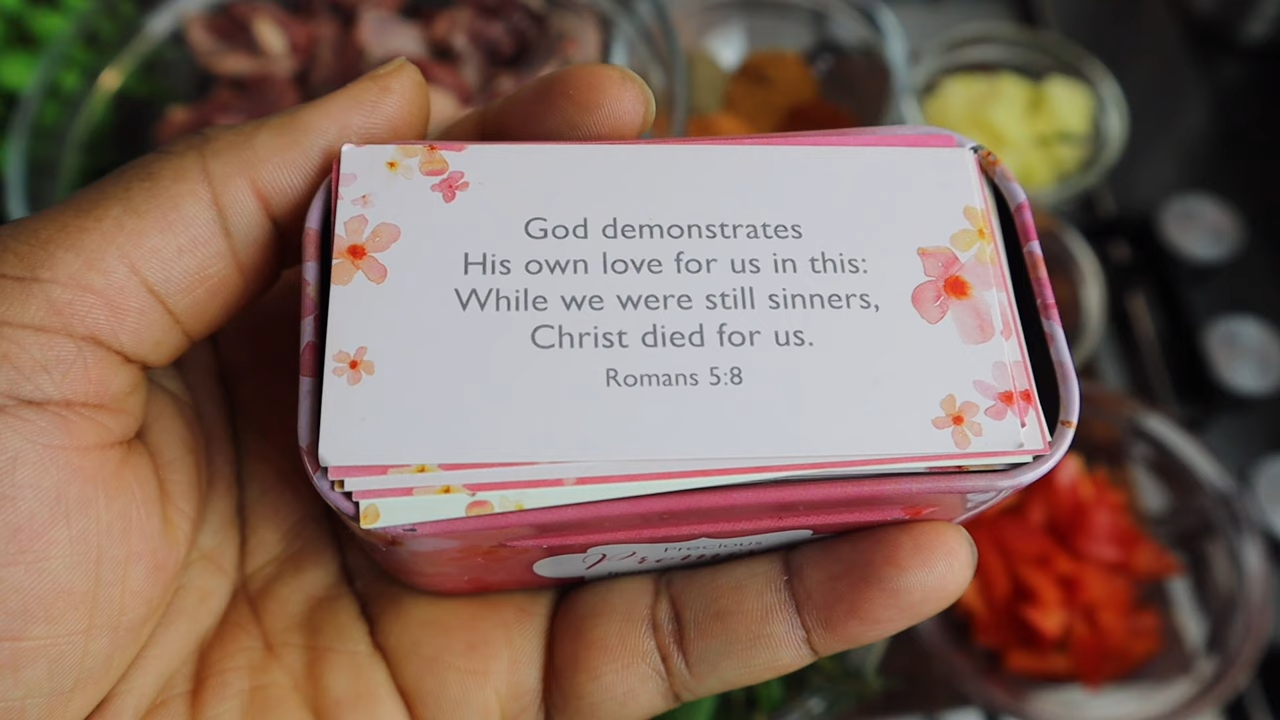 God demonstrates
His own love for us in this:
While we were still sinners,
Christ died for us.
Romans 5:8
Precious